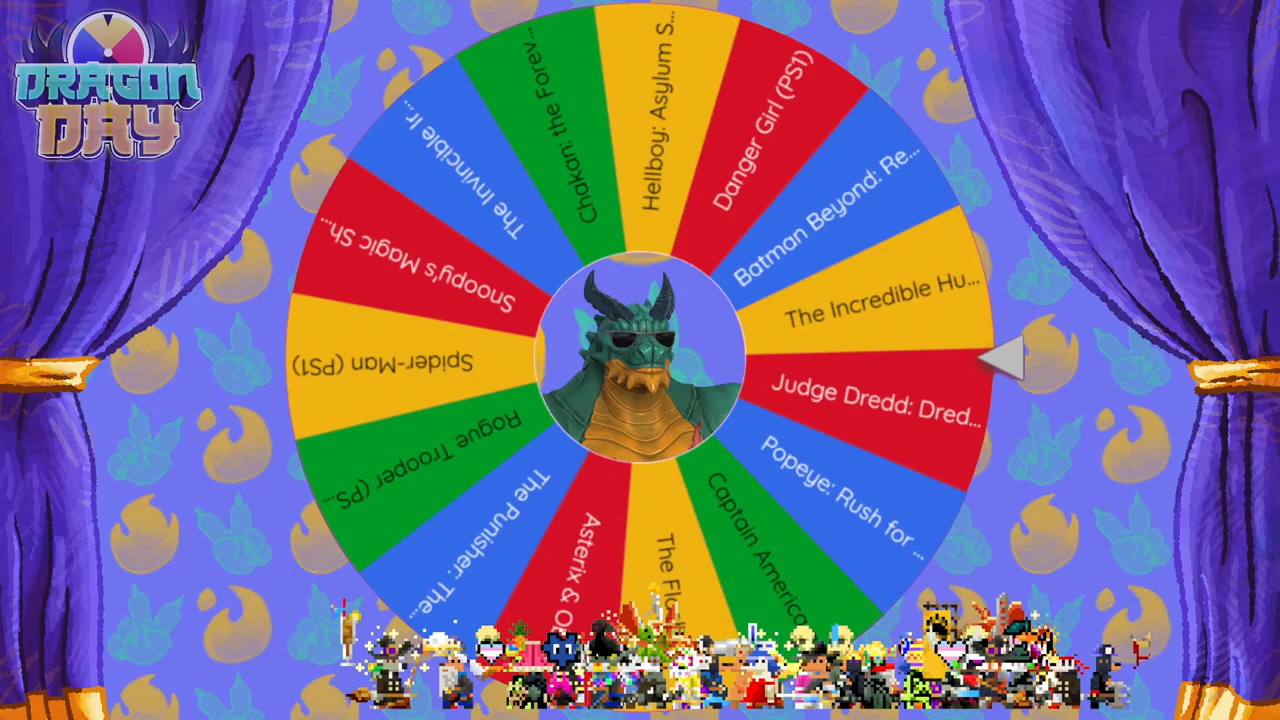 DRAGON
DAY
Chakan: the Forev...
Hellboy: Asylum S...
Danger Girl (PS1)
Batman Beyond: Re...
The Incredible Hu...
Judge Dredd: Dred...
Popeye: Rush for ...
Captain America
The Fla
Asterix & Ob
The Punisher: The...
Rogue Trooper (PS...
Spider-Man (PS1)
Snoopy's Magic Sh...
The Invincible Ir...